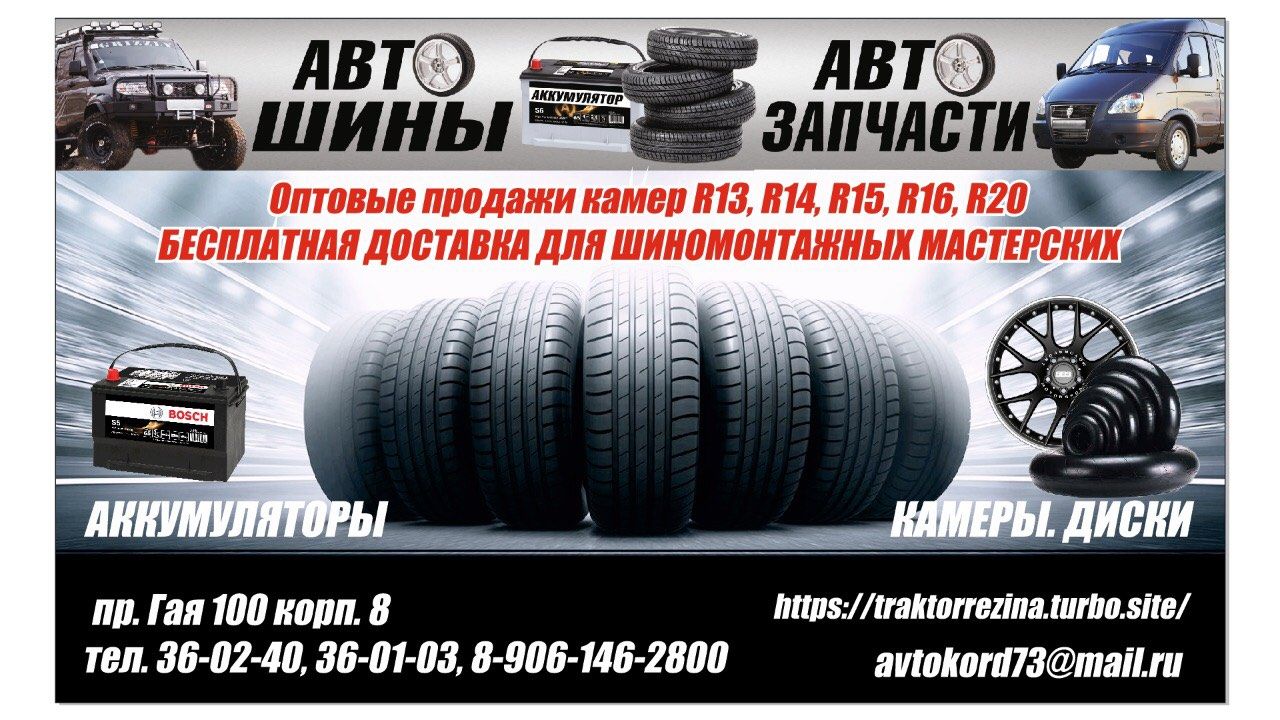 АВТО ШИНЫ
АККУМУЛЯТОР
S6
АВТО ЗАПЧАСТИ
Оптовые продажи камер R13, R14, R15, R16, R20
БЕСПЛАТНАЯ ДОСТАВКА ДЛЯ ШИНОМОНТАЖНЫХ МАСТЕРСКИХ
BOSCH
S5
АККУМУЛЯТОРЫ
КАМЕРЫ. ДИСКИ
пр. Гая 100 корп. 8
тел. 36-02-40, 36-01-03, 8-906-146-2800
https://traktorrezina.turbo.site/
avtokord73@mail.ru